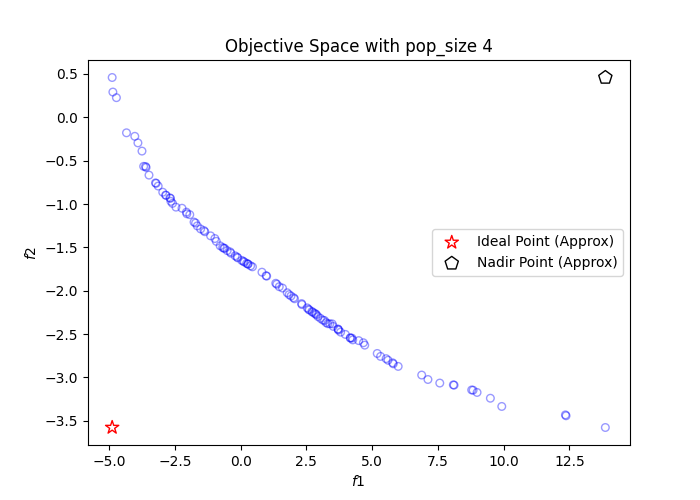 Objective Space with pop_size 4
0.5
0.0
−0.5
−1.0
−1.5
−2.0
−2.5
−3.0
−3.5
f2
Ideal Point (Approx)
Nadir Point (Approx)
−5.0 −2.5 0.0 2.5 5.0 7.5 10.0 12.5
f1